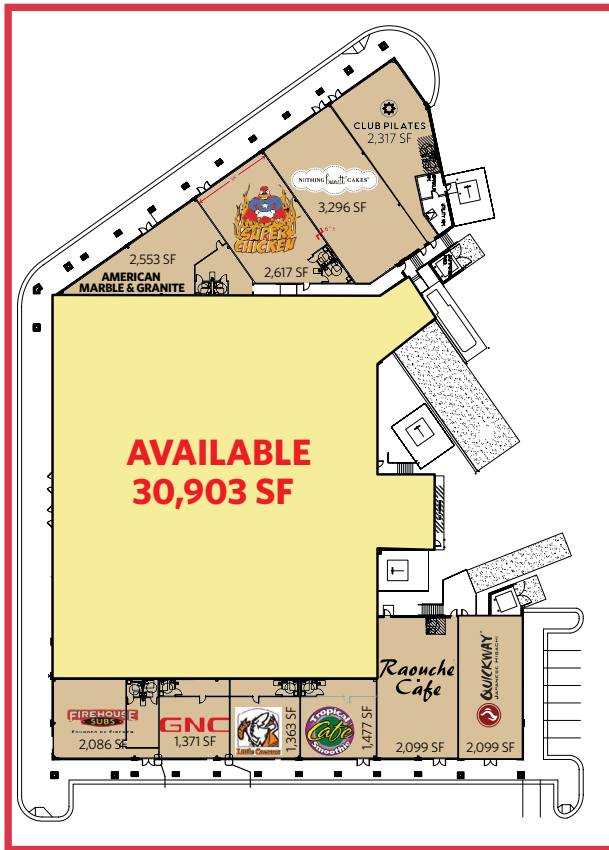 CLUB PILATES
2,317 SF
NOTHING bundt CAKES
3,296 SF
SUPER
CHICKEN
2,617 SF
2,553 SF
AMERICAN
MARBLE & GRANITE
AVAILABLE
30,903 SF
Raouche
Cafe
2,099 SF
QUICKWAY
JAPANESE HIBACHI
2,099 SF
FIREHOUSE
SUBS
FOUNDED BY FIREMEN
2,086 SF
GNC
1,371 SF
Little Caesars
1,363 SF
Tropical
Cafe
Smoothie
1,477 SF